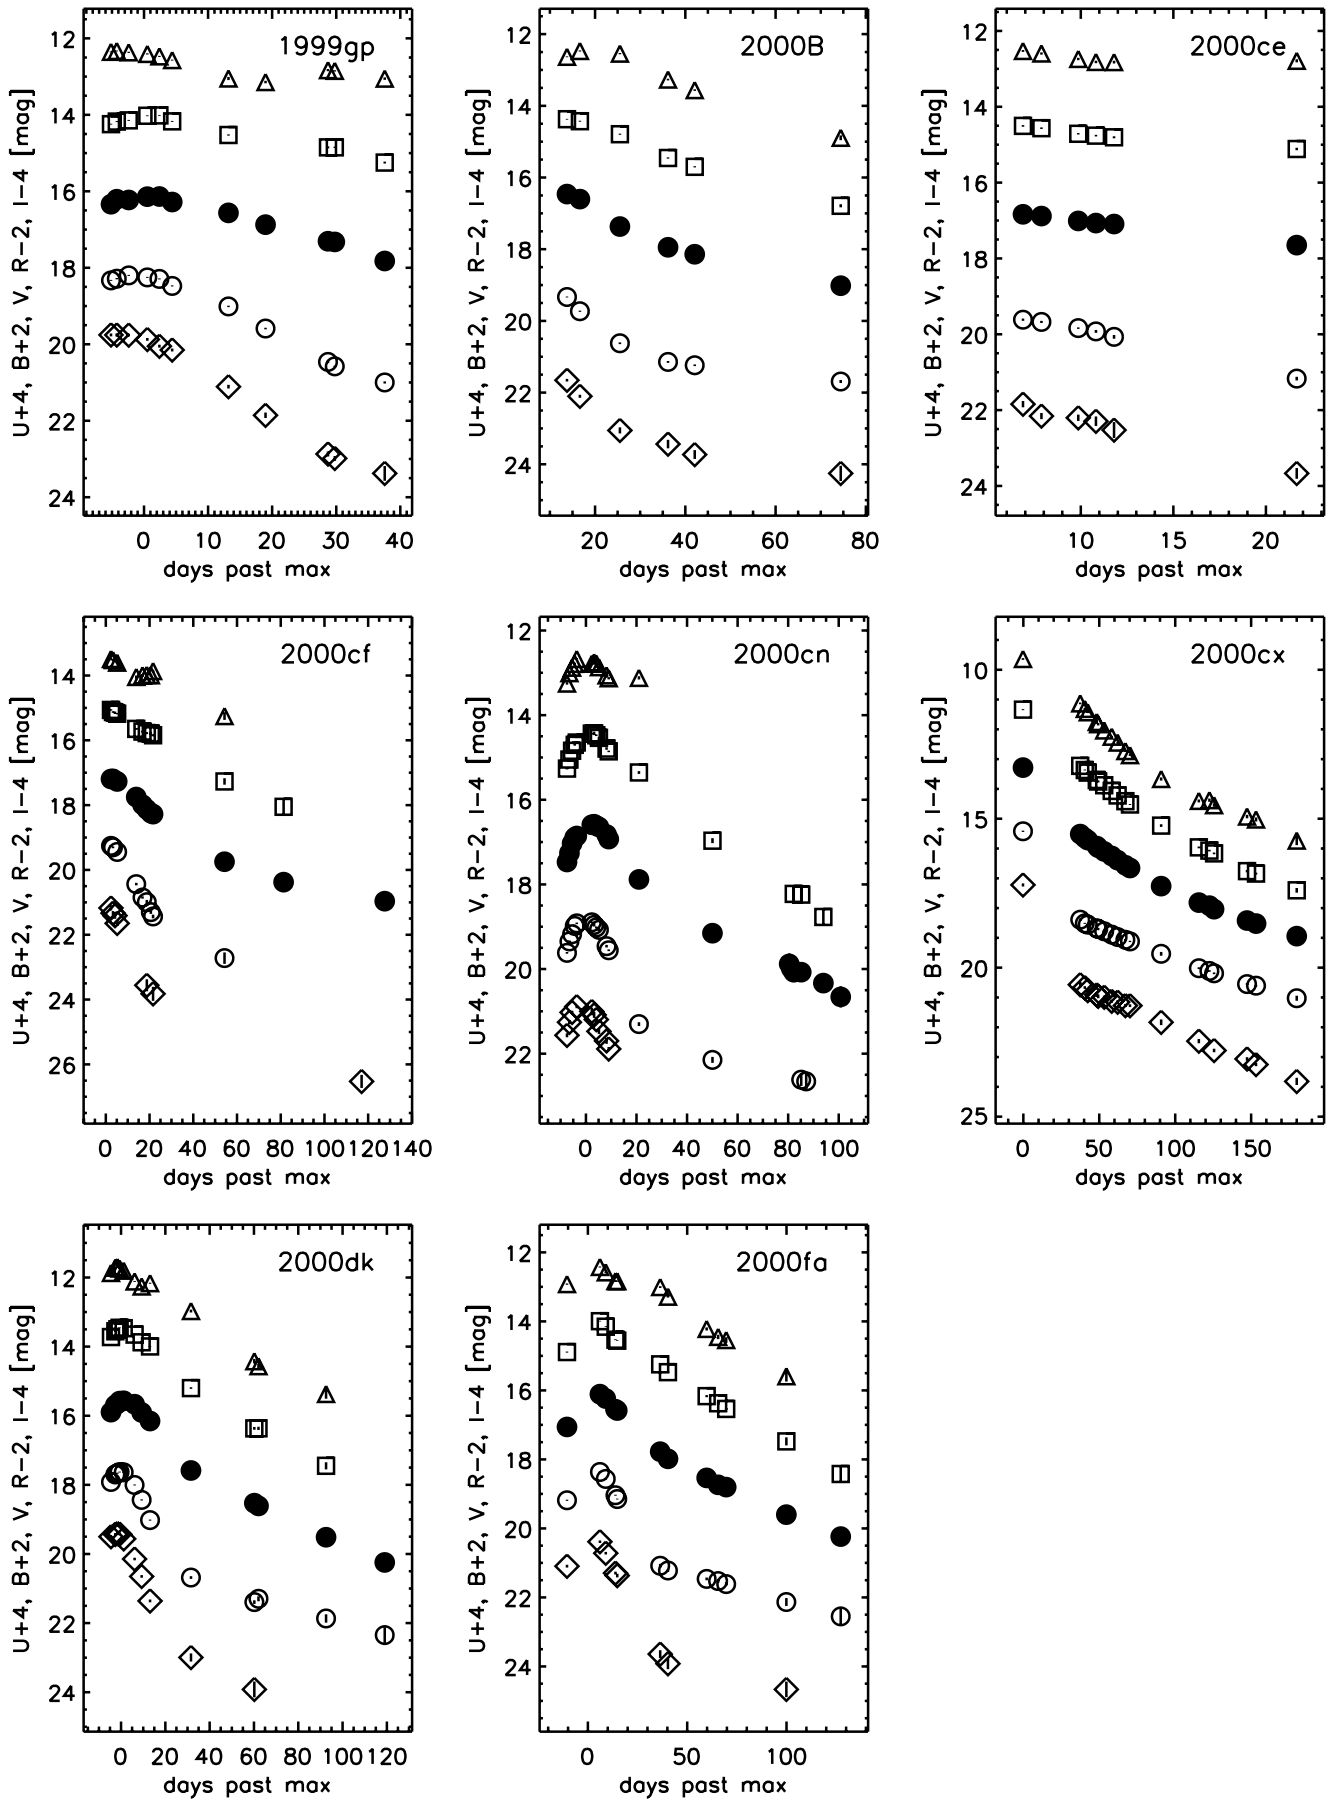 1999gp
U+4, B+2, V, R−2, I−4 [mag]
12
14
16
18
20
22
24
0 10 20 30 40
days past max
2000B
U+4, B+2, V, R−2, I−4 [mag]
12
14
16
18
20
22
24
20 40 60 80
days past max
2000ce
U+4, B+2, V, R−2, I−4 [mag]
12
14
16
18
20
22
24
10 15 20
days past max
2000cf
U+4, B+2, V, R−2, I−4 [mag]
14
16
18
20
22
24
26
0 20 40 60 80 100 120 140
days past max
2000cn
U+4, B+2, V, R−2, I−4 [mag]
12
14
16
18
20
22
0 20 40 60 80 100
days past max
2000cx
U+4, B+2, V, R−2, I−4 [mag]
10
15
20
25
0 50 100 150
days past max
2000dk
U+4, B+2, V, R−2, I−4 [mag]
12
14
16
18
20
22
24
0 20 40 60 80 100 120
days past max
2000fa
U+4, B+2, V, R−2, I−4 [mag]
12
14
16
18
20
22
24
0 50 100
days past max